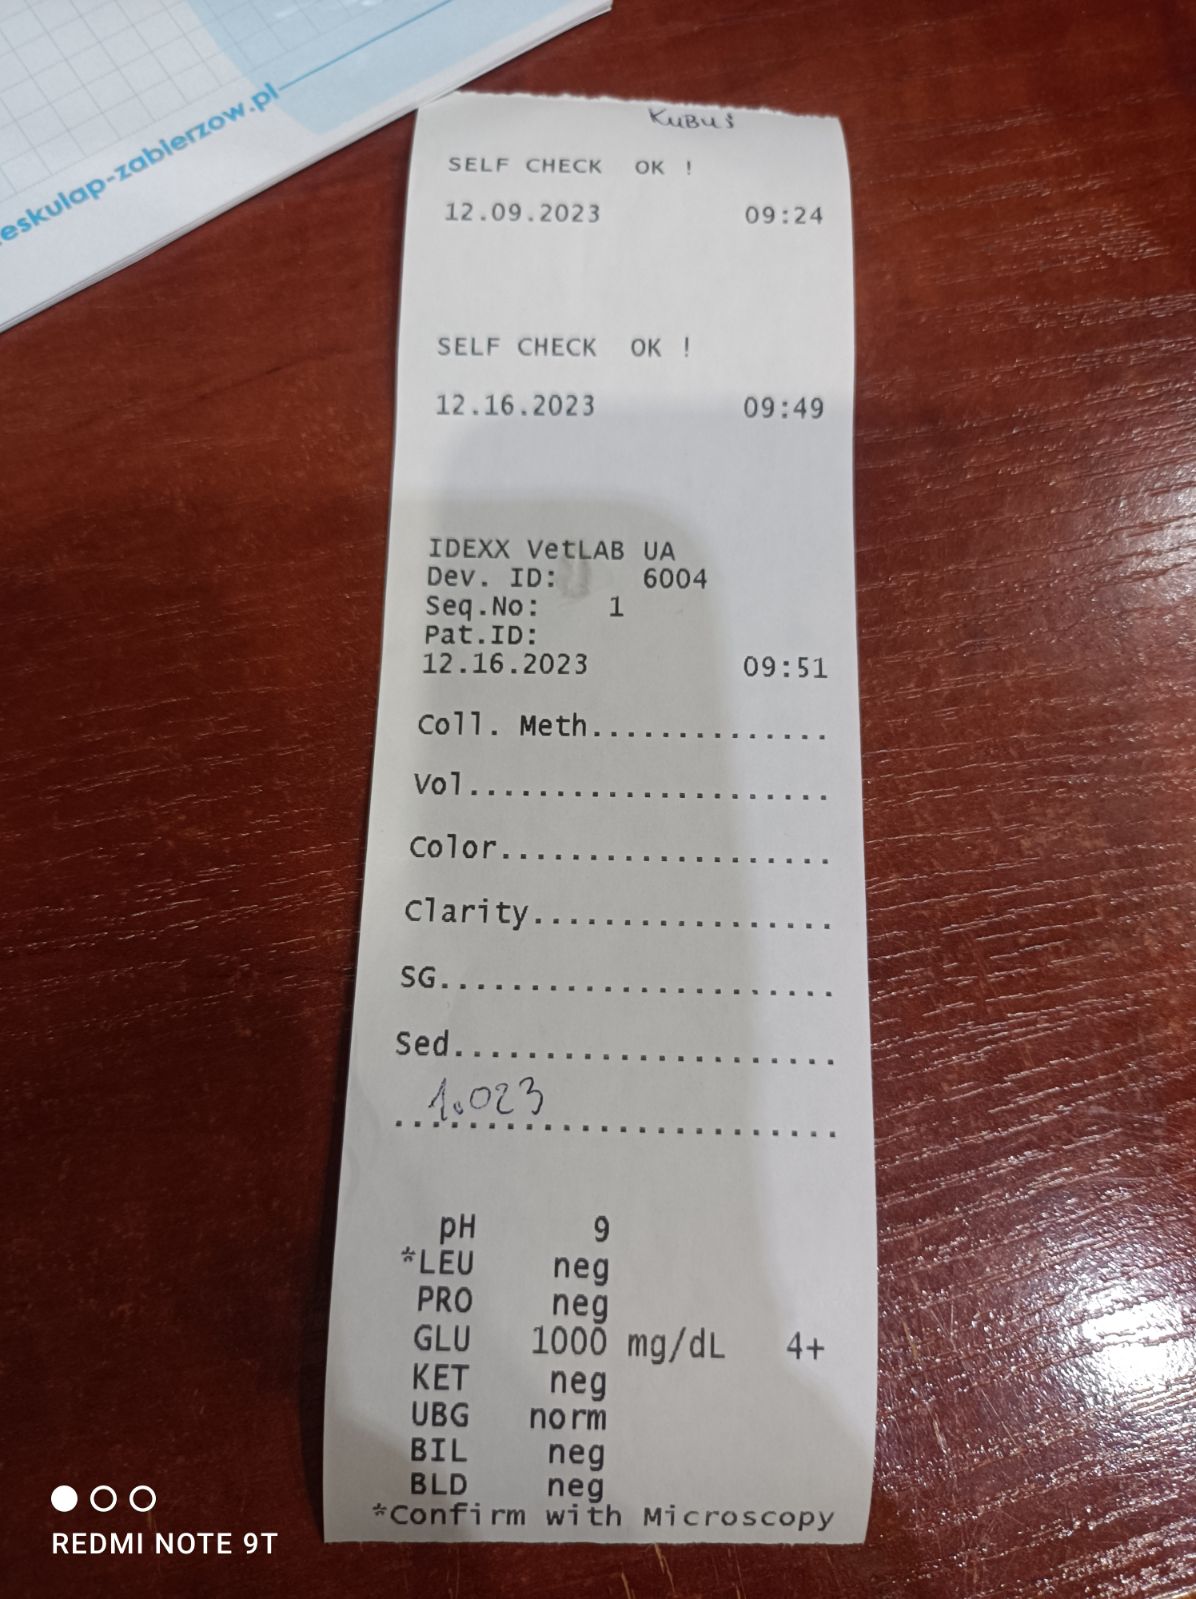 eskulap-zabierzow.pl
KUBUŚ
SELF CHECK OK !
12.09.2023 09:24
SELF CHECK OK !
12.16.2023 09:49
IDEXX VetLAB UA
Dev. ID: 6004
Seq.No: 1
Pat.ID:
12.16.2023 09:51
Coll. Meth..............
Vol.....................
Color...................
Clarity.................
SG.......................
Sed......................
1.023
..........................
pH 9
*LEU neg
PRO neg
GLU 1000 mg/dL 4+
KET neg
UBG norm
BIL neg
BLD neg
*Confirm with Microscopy
REDMI NOTE 9T